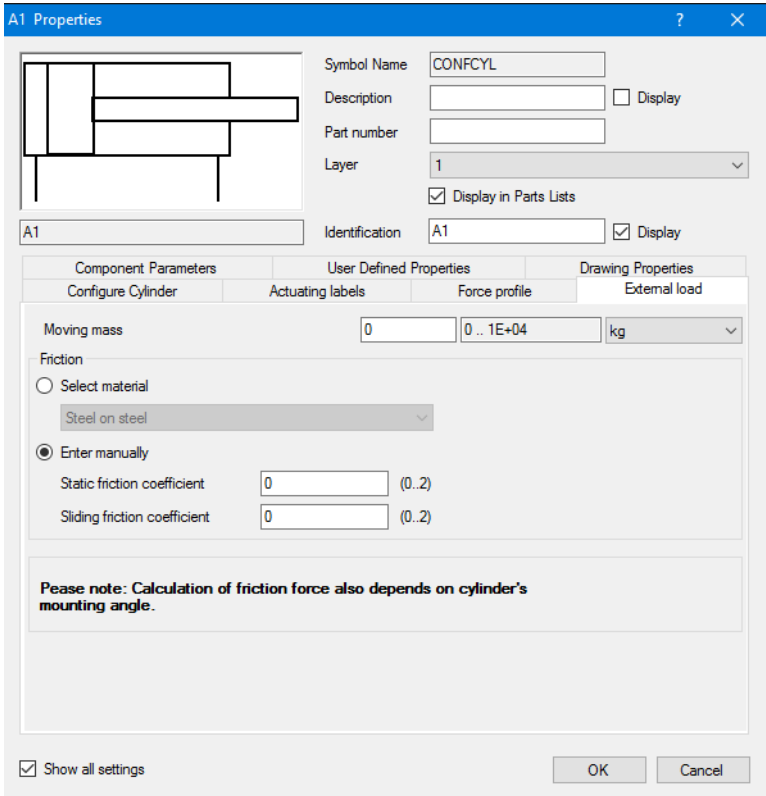 A1 Properties ?
Symbol Name CONFCYL
Description Display
Part number
Layer 1
Display in Parts Lists
A1 Identification A1 Display
Component Parameters User Defined Properties Drawing Properties
Configure Cylinder Actuating labels Force profile External load
Moving mass 0 0 .. 1E+04 kg
Friction
Select material
Steel on steel
Enter manually
Static friction coefficient 0 (0..2)
Sliding friction coefficient 0 (0..2)
Pease note: Calculation of friction force also depends on cylinder's
mounting angle.
Show all settings OK Cancel